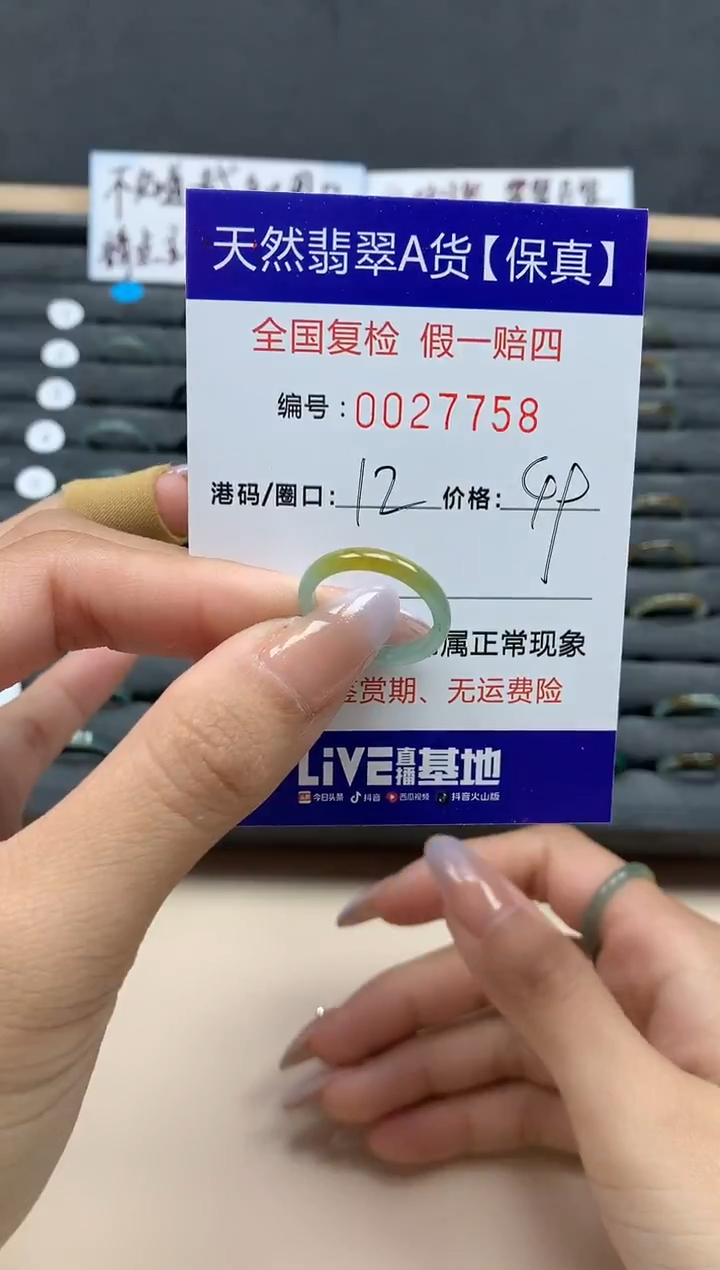 天然翡翠A货【保真】
全国复检 假一赔四
编号:0027758
港码/圈口:12 价格:
属正常现象
鉴赏期、无运费险
LiVE直播基地
今日头条 抖音 西瓜视频 抖音火山版